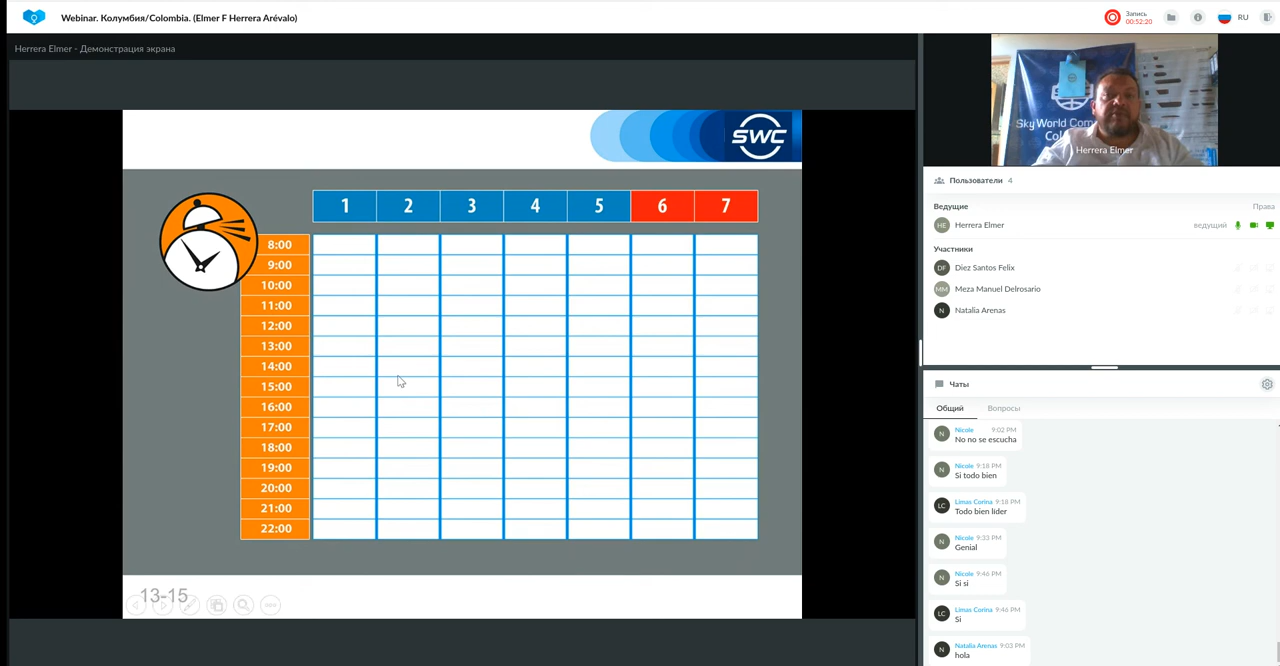 Webinar. Колумбия/Colombia. (Elmer F Herrera Arévalo)
Запись
00:52:20
RU
Herrera Elmer - Демонстрация экрана
SWC
1 2 3 4 5 6 7
8:00
9:00
10:00
11:00
12:00
13:00
14:00
15:00
16:00
17:00
18:00
19:00
20:00
21:00
22:00
13-15
Herrera Elmer
Пользователи 4
Ведущие Права
HE Herrera Elmer ведущий
Участники
DF Diez Santos Felix
MM Meza Manuel Delrosario
N Natalia Arenas
Чаты
Общий Вопросы
N Nicole 9:02 PM
No no se escucha
N Nicole 9:18 PM
Si todo bien
LC Limas Corina 9:18 PM
Todo bien líder
N Nicole 9:33 PM
Genial
N Nicole 9:46 PM
Si si
LC Limas Corina 9:46 PM
Si
N Natalia Arenas 9:03 PM
hola